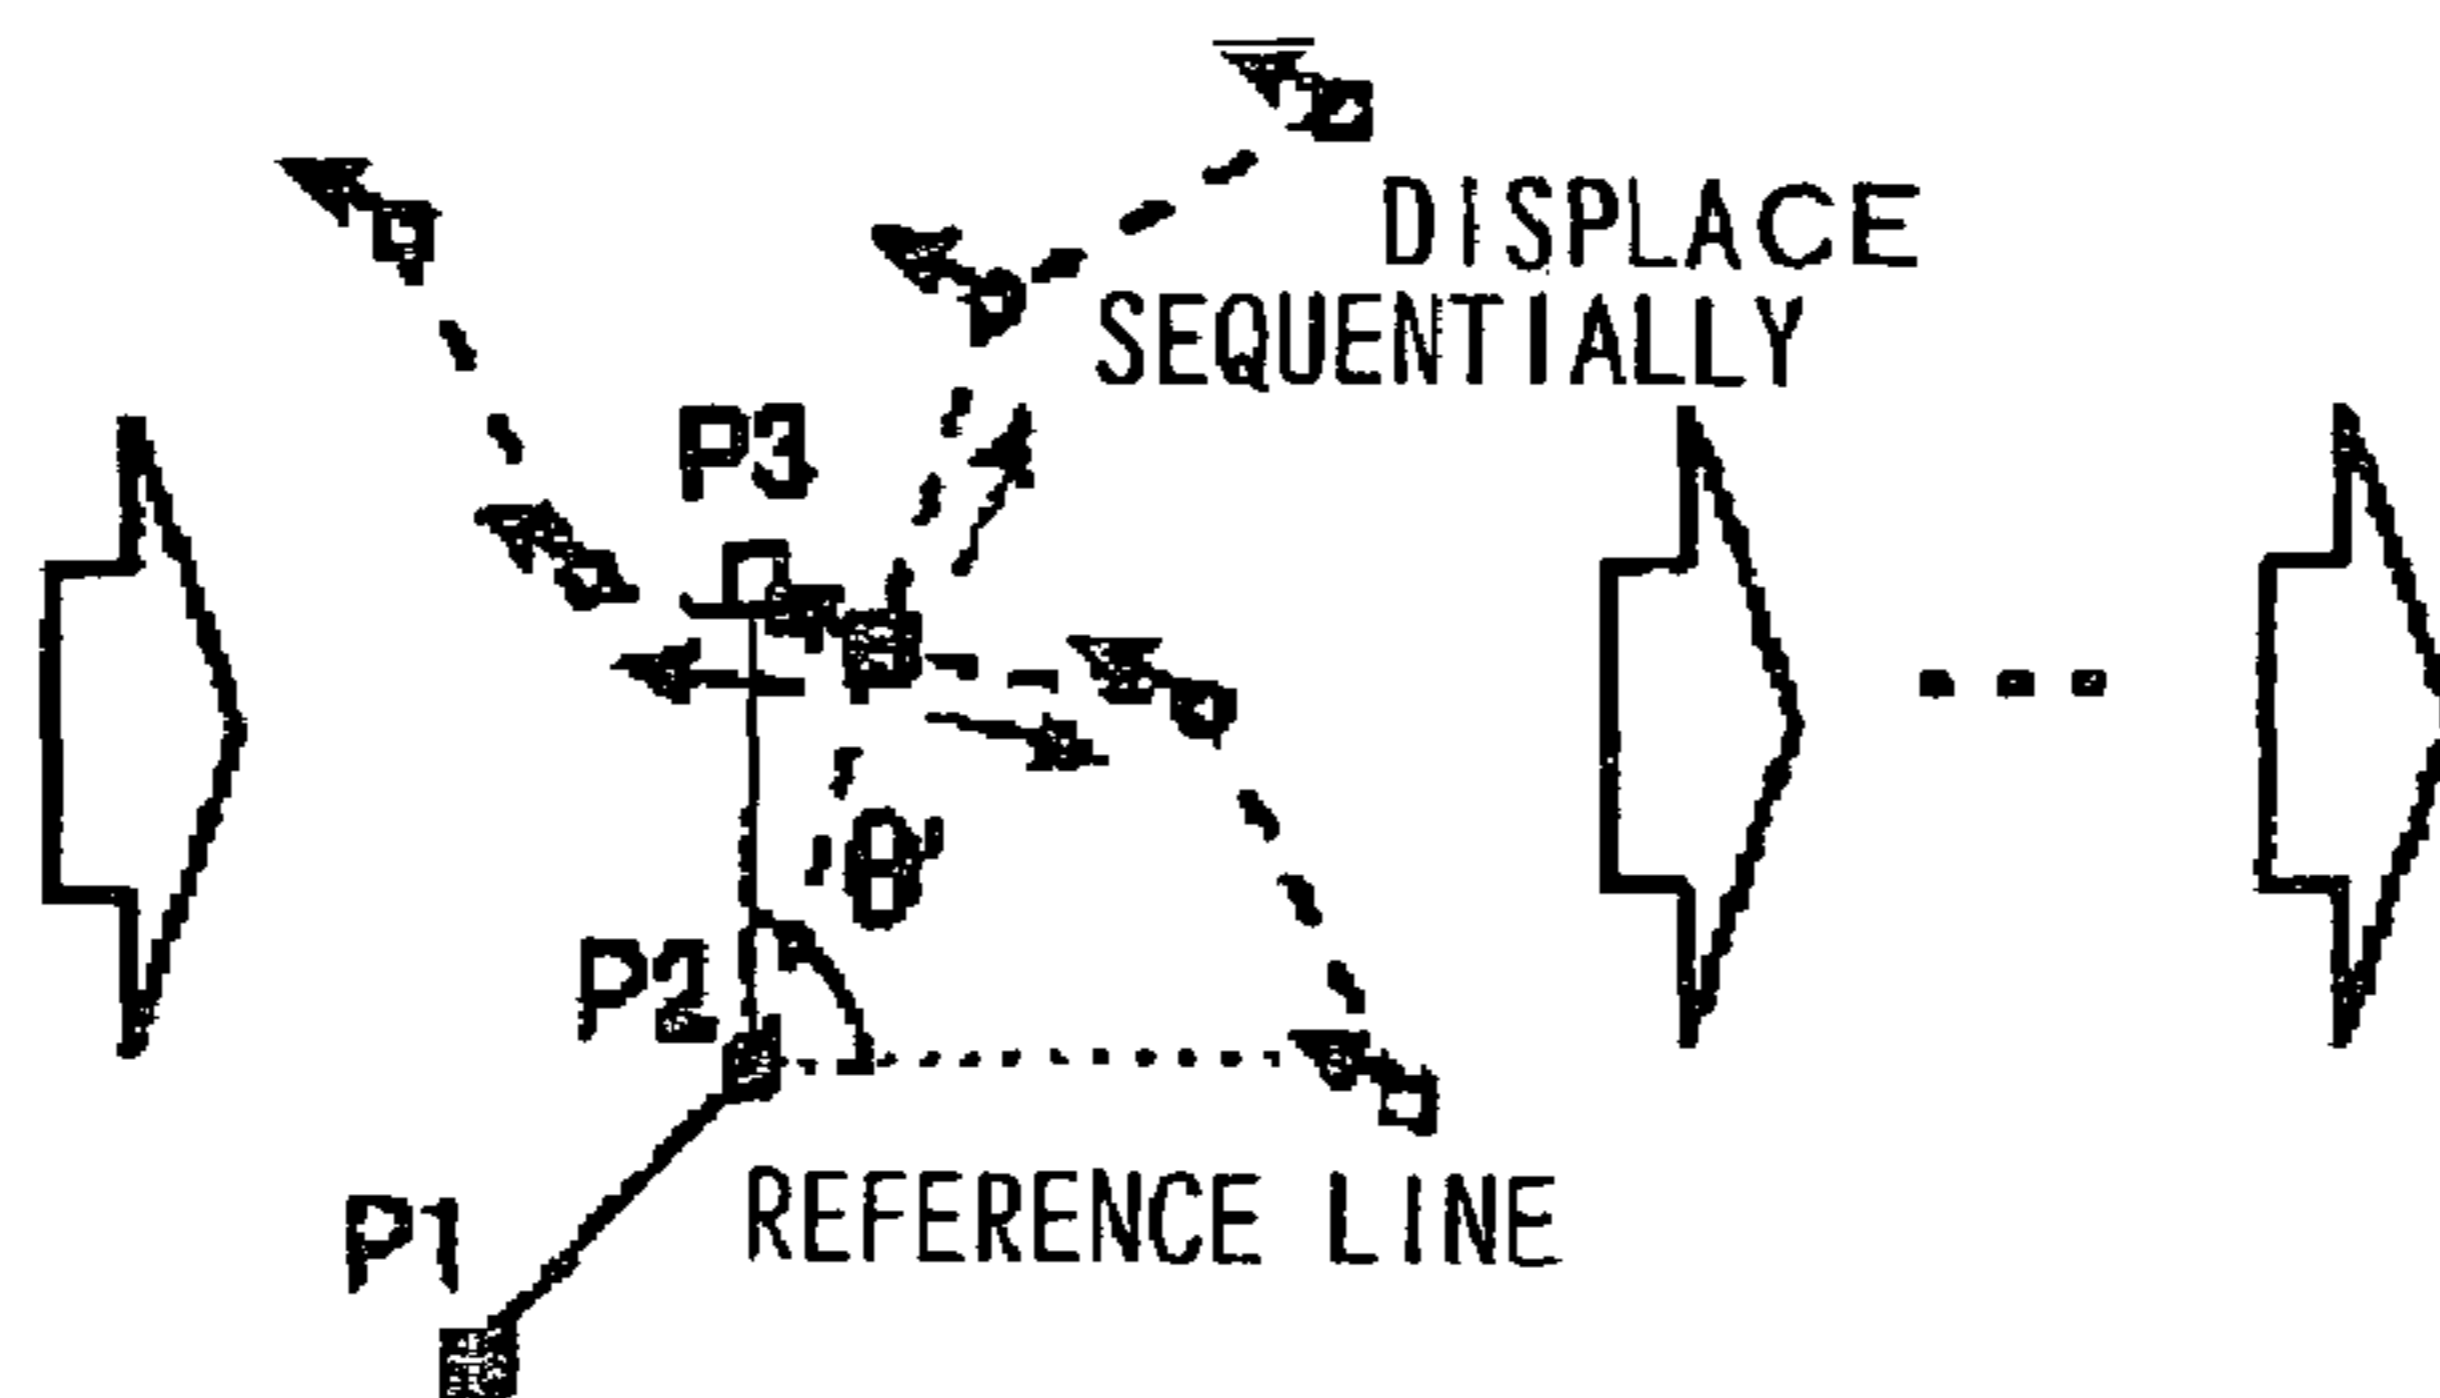 DISPLACE
SEQUENTIALLY
P3
θ'
P2
REFERENCE LINE
P1